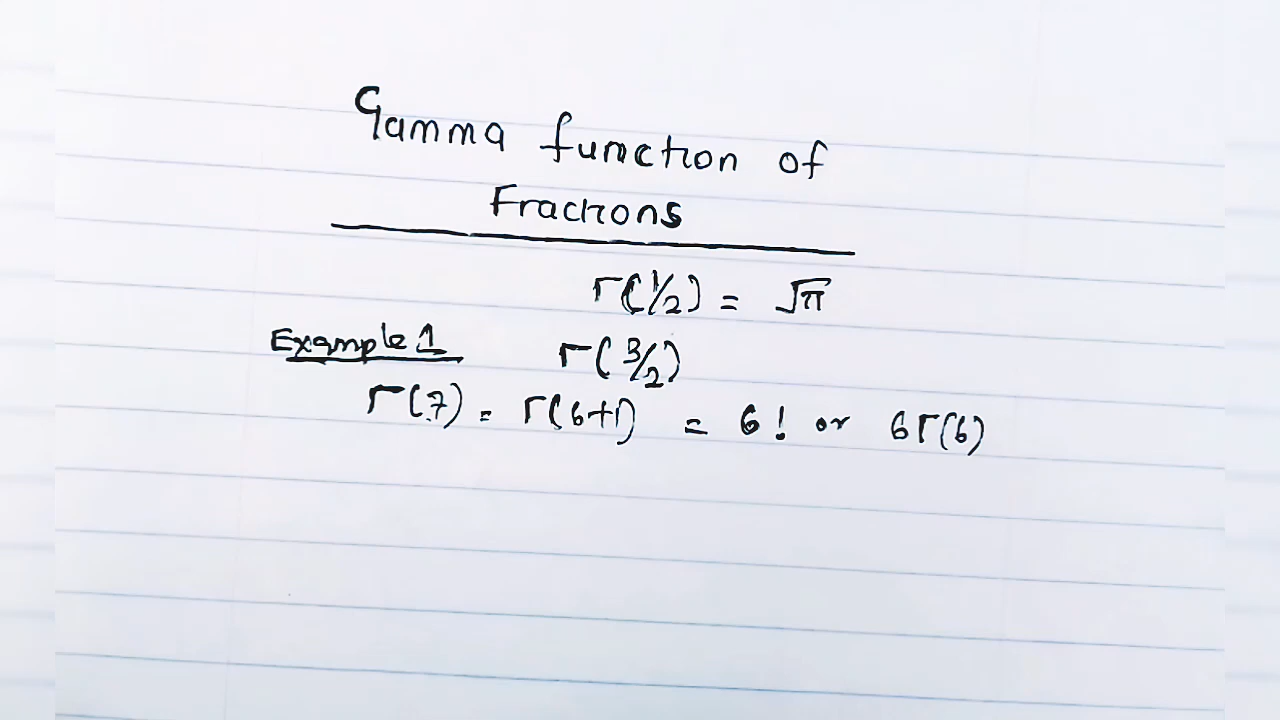 Gamma function of
Fractions
Γ(1/2) = √π
Example 1 Γ(3/2)
Γ(7) = Γ(6+1) = 6! or 6Γ(6)